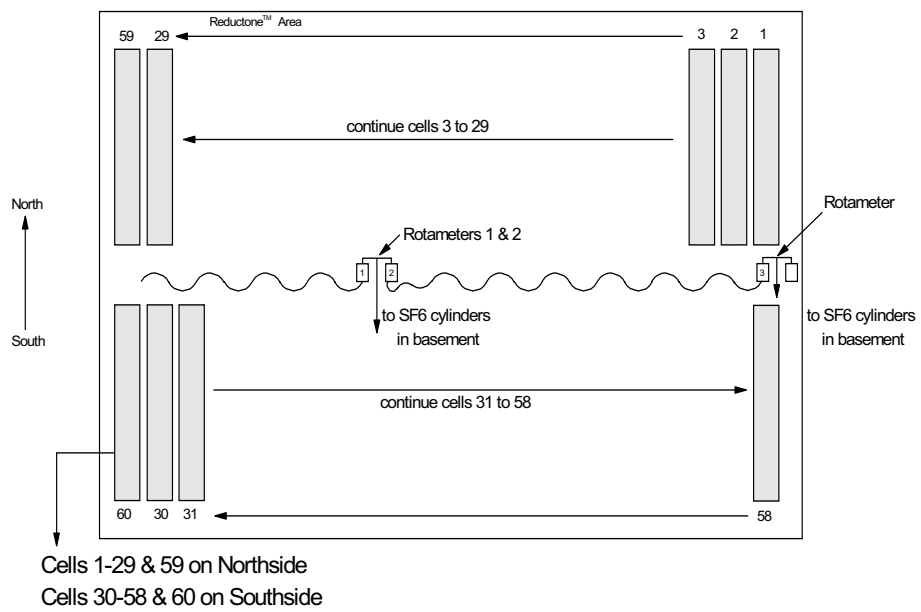 Reductone™ Area
59 29 3 2 1
continue cells 3 to 29
North
South
Rotameters 1 & 2
Rotameter
1 2 3
to SF6 cylinders
in basement
to SF6 cylinders
in basement
continue cells 31 to 58
60 30 31 58
Cells 1-29 & 59 on Northside
Cells 30-58 & 60 on Southside